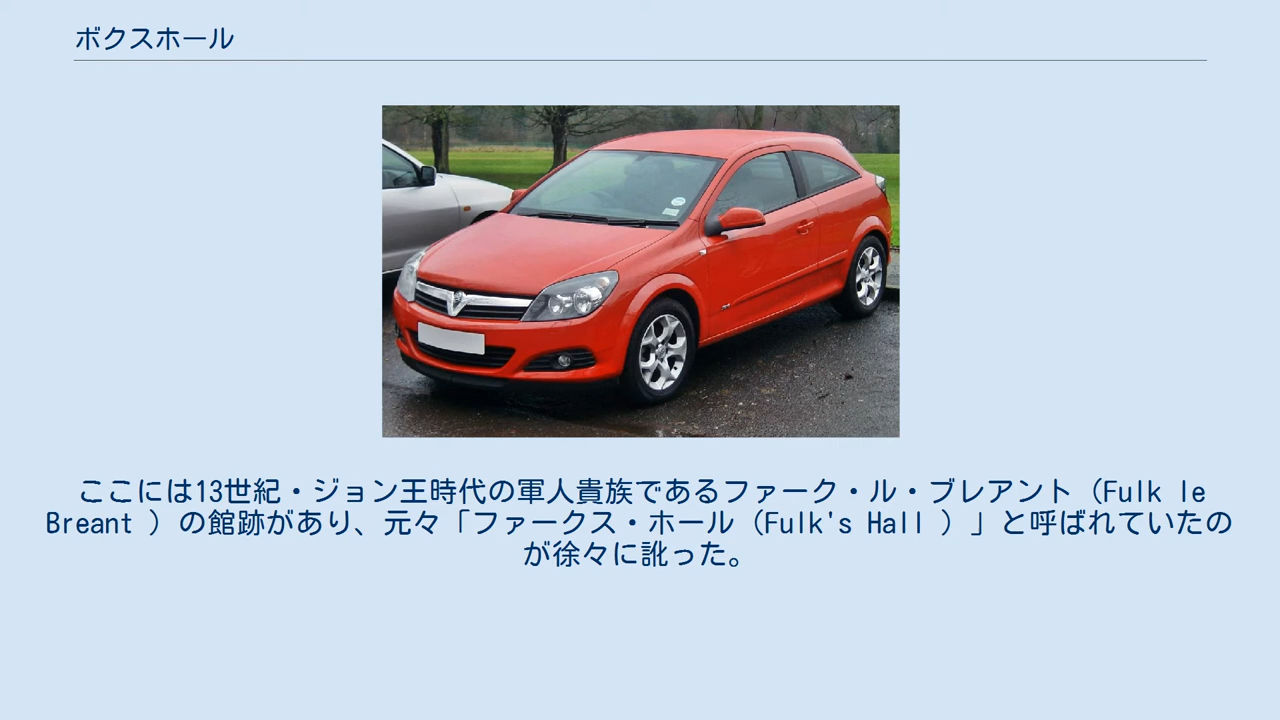 ボクスホール
ここには13世紀・ジョン王時代の軍人貴族であるファーク・ル・ブレアント（Fulk le
Breant ）の館跡があり、元々「ファークス・ホール（Fulk's Hall ）」と呼ばれていたの
が徐々に訛った。